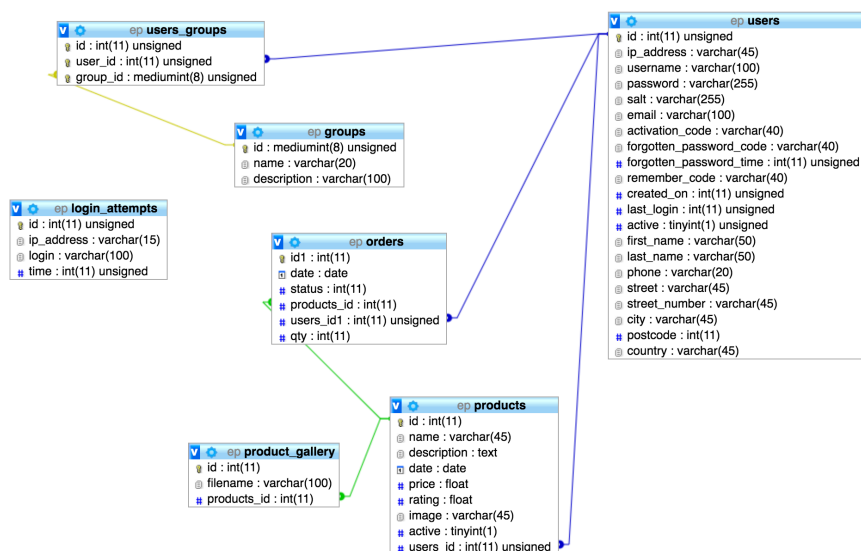 ep users_groups
id : int(11) unsigned
user_id : int(11) unsigned
group_id : mediumint(8) unsigned
ep groups
id : mediumint(8) unsigned
name : varchar(20)
description : varchar(100)
ep login_attempts
id : int(11) unsigned
ip_address : varchar(15)
login : varchar(100)
time : int(11) unsigned
ep orders
id1 : int(11)
date : date
status : int(11)
products_id : int(11)
users_id1 : int(11) unsigned
qty : int(11)
ep product_gallery
id : int(11)
filename : varchar(100)
products_id : int(11)
ep products
id : int(11)
name : varchar(45)
description : text
date : date
price : float
rating : float
image : varchar(45)
active : tinyint(1)
users_id : int(11) unsigned
ep users
id : int(11) unsigned
ip_address : varchar(45)
username : varchar(100)
password : varchar(255)
salt : varchar(255)
email : varchar(100)
activation_code : varchar(40)
forgotten_password_code : varchar(40)
forgotten_password_time : int(11) unsigned
remember_code : varchar(40)
created_on : int(11) unsigned
last_login : int(11) unsigned
active : tinyint(1) unsigned
first_name : varchar(50)
last_name : varchar(50)
phone : varchar(20)
street : varchar(45)
street_number : varchar(45)
city : varchar(45)
postcode : int(11)
country : varchar(45)